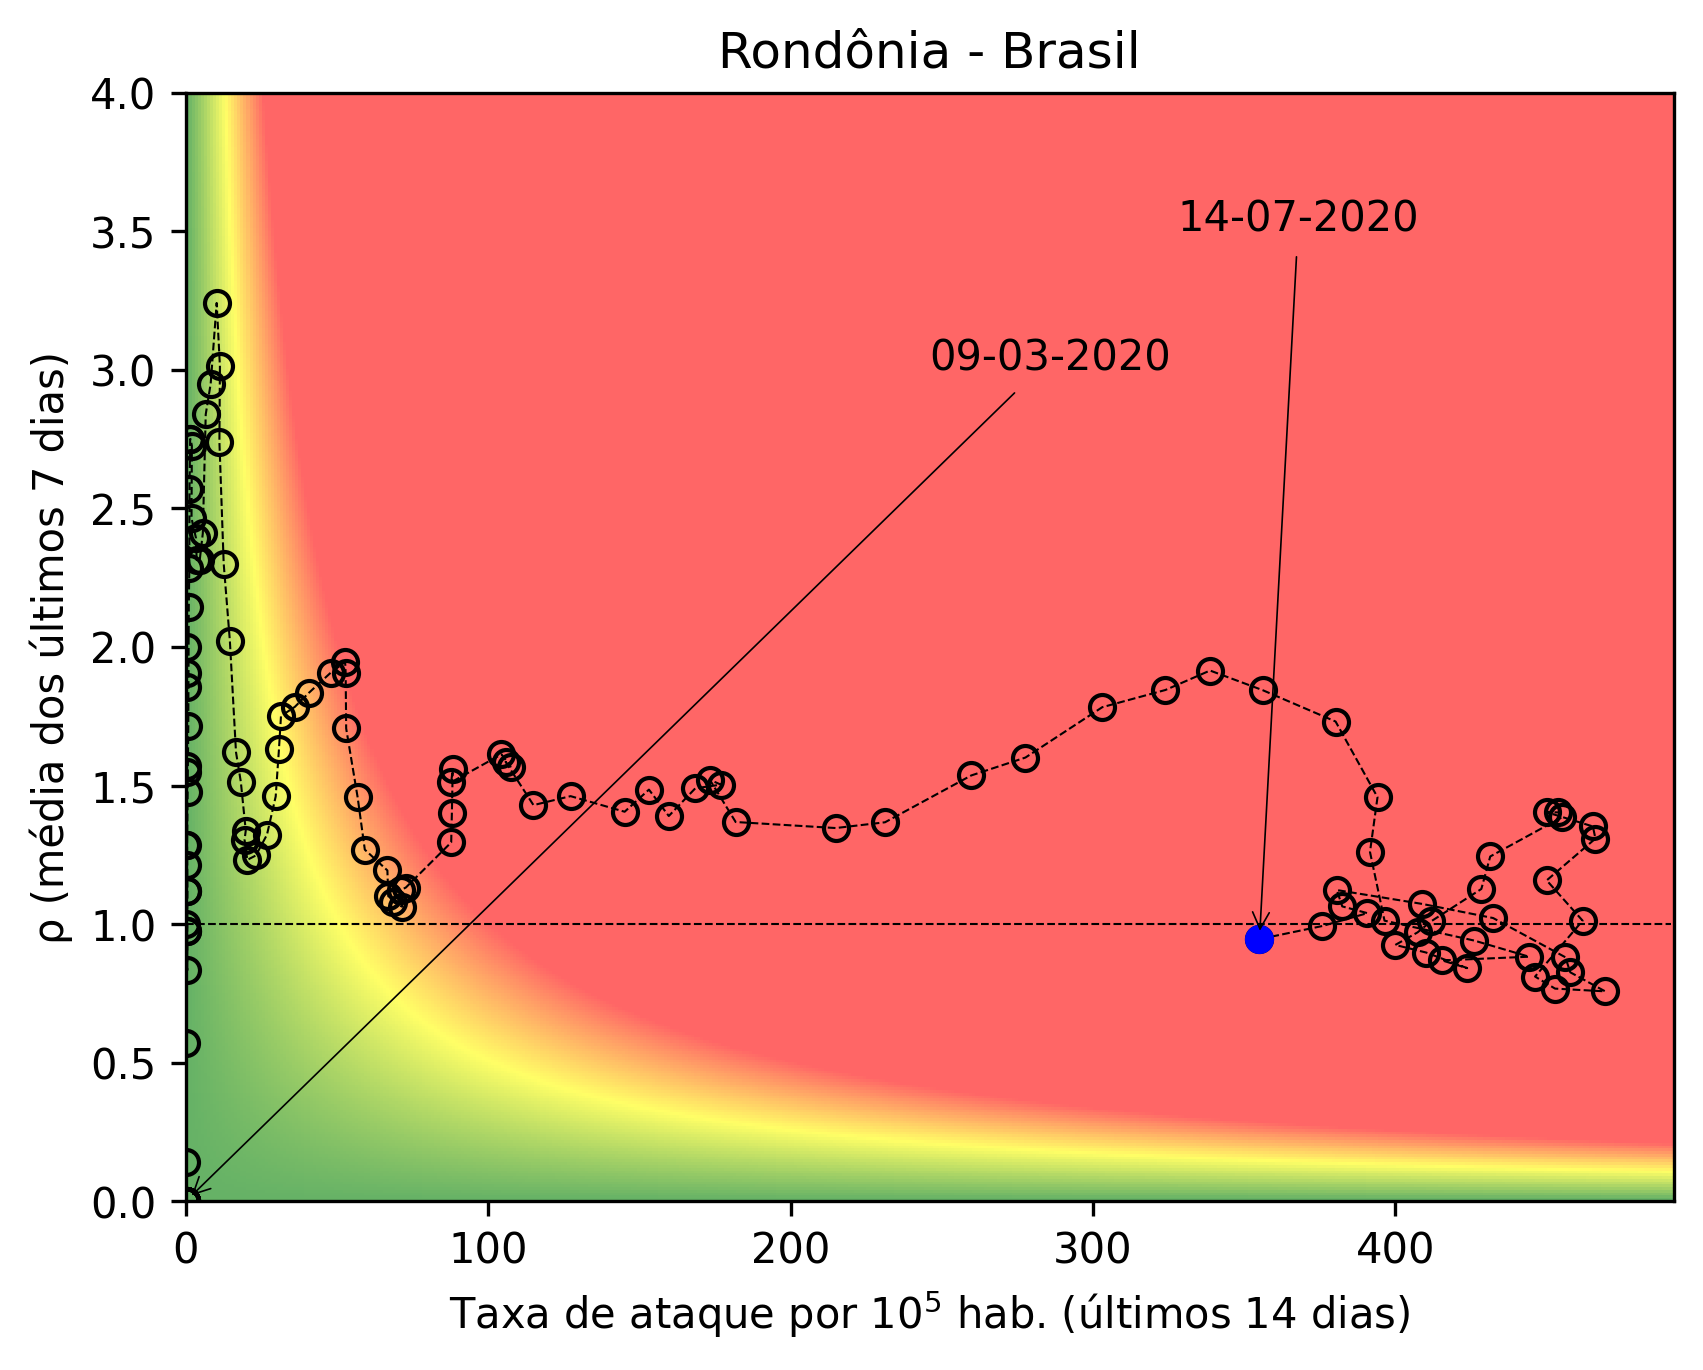 Rondônia - Brasil
4.0
3.5
3.0
2.5
2.0
1.5
1.0
0.5
0.0
ρ (média dos últimos 7 dias)
14-07-2020
09-03-2020
0 100 200 300 400
Taxa de ataque por 10⁵ hab. (últimos 14 dias)